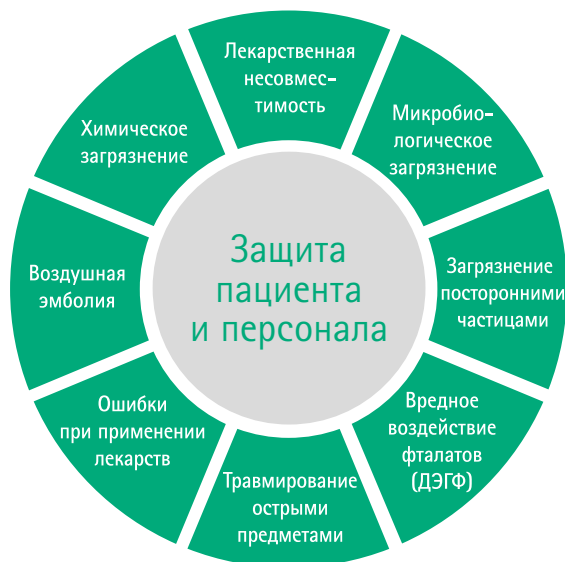 Лекарственная
несовмес-
тимость
Микробио-
логическое
загрязнение
Загрязнение
посторонними
частицами
Вредное
воздействие
фталатов
(ДЭГФ)
Травмирование
острыми
предметами
Ошибки
при применении
лекарств
Воздушная
эмболия
Химическое
загрязнение
Защита
пациента
и персонала